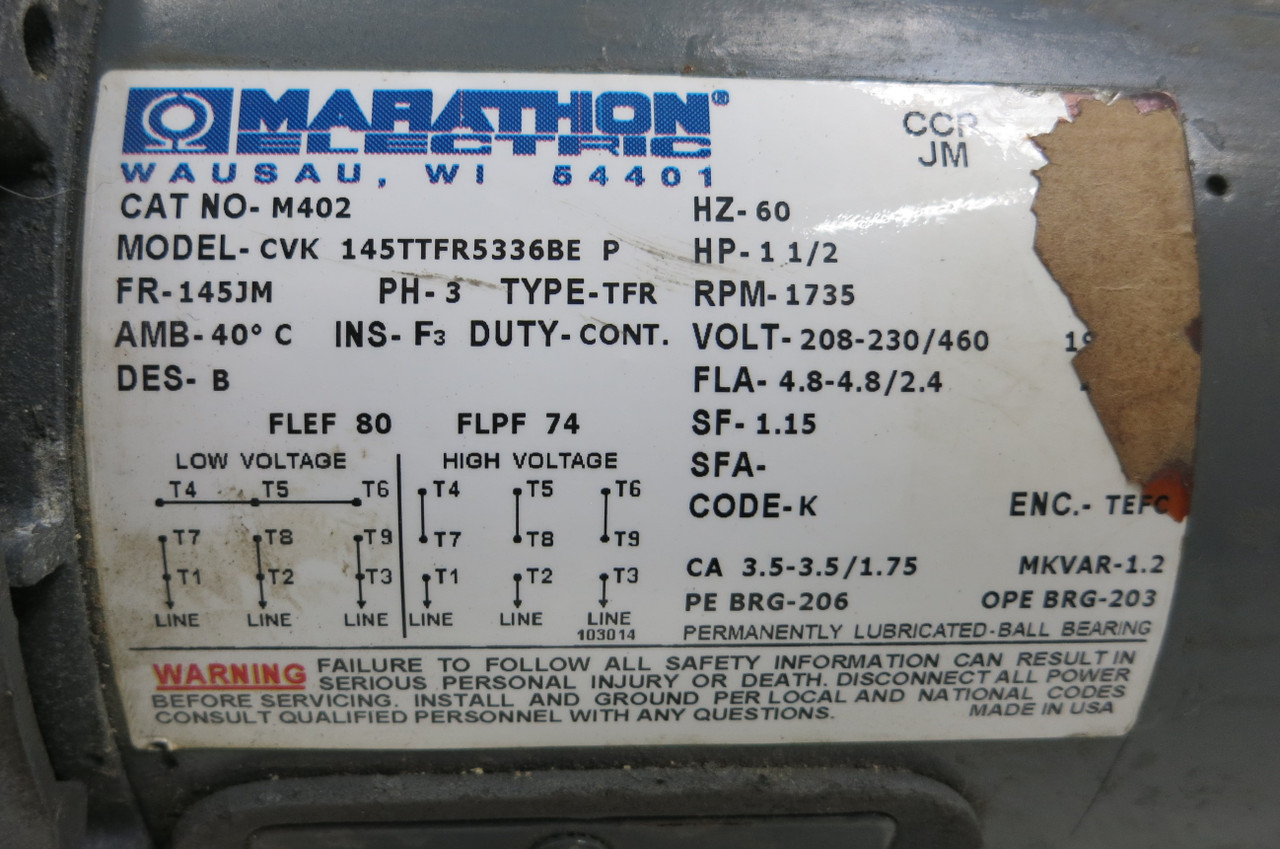 MARATHON®
ELECTRIC
WAUSAU, WI 54401
CCP
JM
CAT NO- M402
HZ- 60
MODEL- CVK 145TTFR5336BE P
HP- 1 1/2
FR-145JM PH- 3 TYPE-TFR
RPM-1735
AMB-40° C INS- F3 DUTY-CONT.
VOLT-208-230/460
DES- B
FLA- 4.8-4.8/2.4
FLEF 80 FLPF 74
SF- 1.15
LOW VOLTAGE HIGH VOLTAGE
SFA-
T4 T5 T6 T4 T5 T6
CODE-K ENC.- TEFC
T7 T8 T9 T7 T8 T9
CA 3.5-3.5/1.75 MKVAR-1.2
T1 T2 T3 T1 T2 T3
PE BRG-206 OPE BRG-203
LINE LINE LINE LINE LINE LINE
103014
PERMANENTLY LUBRICATED-BALL BEARING
WARNING FAILURE TO FOLLOW ALL SAFETY INFORMATION CAN RESULT IN
SERIOUS PERSONAL INJURY OR DEATH. DISCONNECT ALL POWER
BEFORE SERVICING. INSTALL AND GROUND PER LOCAL AND NATIONAL CODES
CONSULT QUALIFIED PERSONNEL WITH ANY QUESTIONS. MADE IN USA